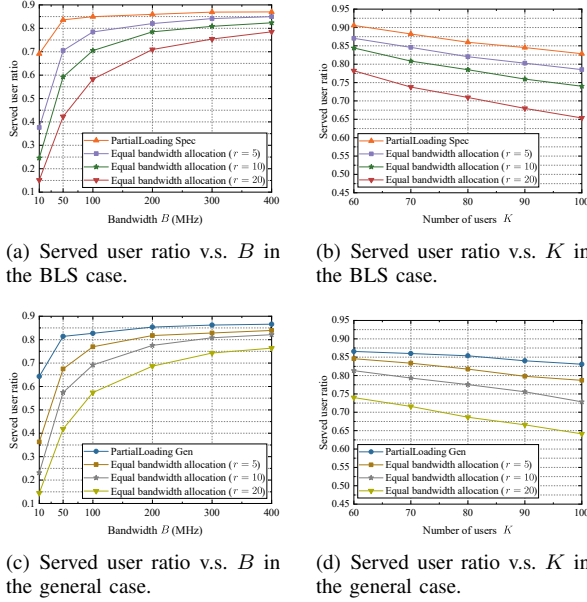 0.9
0.8
0.7
0.6
0.5
0.4
0.3
0.2
0.1
Served user ratio
PartialLoading Spec
Equal bandwidth allocation (r = 5)
Equal bandwidth allocation (r = 10)
Equal bandwidth allocation (r = 20)
10 50 100 200 300 400
Bandwidth B (MHz)
0.95
0.90
0.85
0.80
0.75
0.70
0.65
0.60
0.55
0.50
0.45
Served user ratio
PartialLoading Spec
Equal bandwidth allocation (r = 5)
Equal bandwidth allocation (r = 10)
Equal bandwidth allocation (r = 20)
60 70 80 90 100
Number of users K
(a) Served user ratio v.s. B in
the BLS case.
(b) Served user ratio v.s. K in
the BLS case.
0.9
0.8
0.7
0.6
0.5
0.4
0.3
0.2
0.1
Served user ratio
PartialLoading Gen
Equal bandwidth allocation (r = 5)
Equal bandwidth allocation (r = 10)
Equal bandwidth allocation (r = 20)
10 50 100 200 300 400
Bandwidth B (MHz)
0.95
0.90
0.85
0.80
0.75
0.70
0.65
0.60
0.55
0.50
0.45
Served user ratio
PartialLoading Gen
Equal bandwidth allocation (r = 5)
Equal bandwidth allocation (r = 10)
Equal bandwidth allocation (r = 20)
60 70 80 90 100
Number of users K
(c) Served user ratio v.s. B in
the general case.
(d) Served user ratio v.s. K in
the general case.